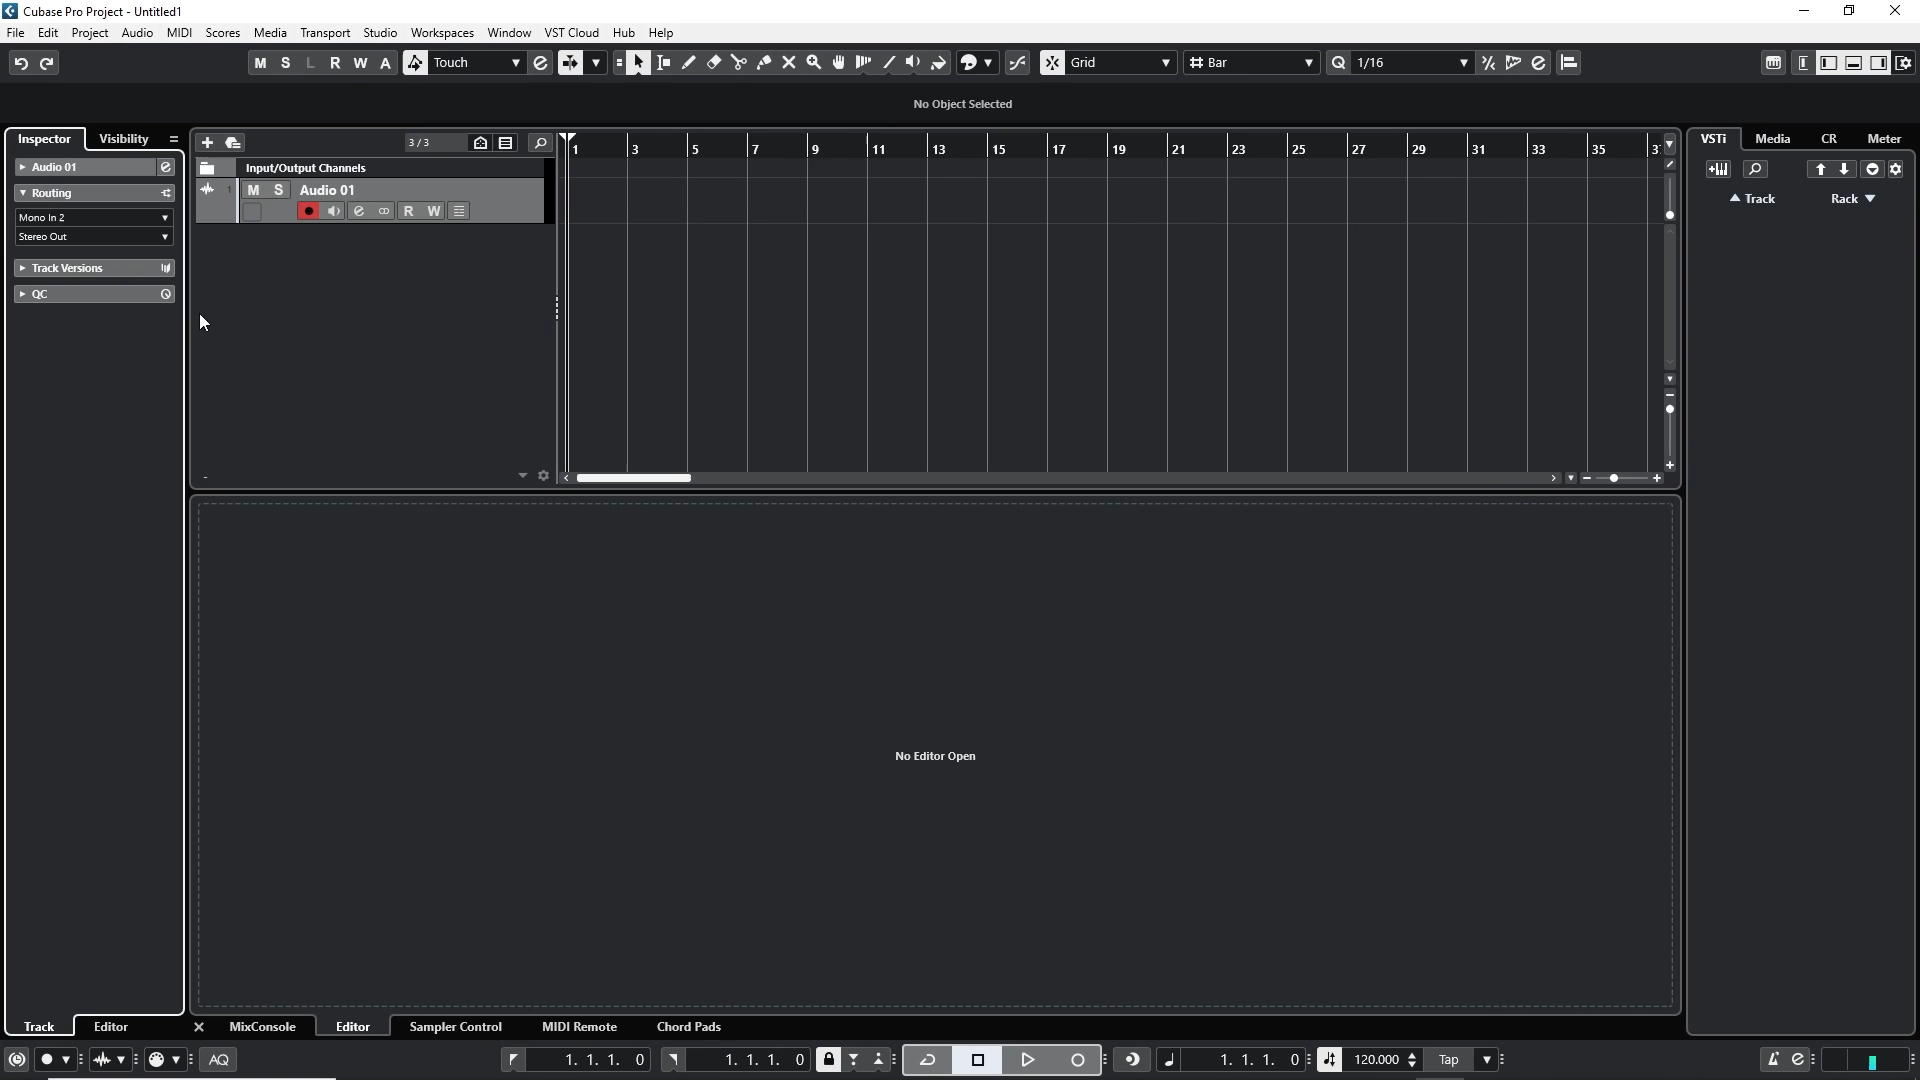 Cubase Pro Project - Untitled1
File Edit Project Audio MIDI Scores Media Transport Studio Workspaces Window VST Cloud Hub Help
M S L R W A Touch Grid Bar Q 1/16
No Object Selected
Inspector Visibility
3 / 3
1 3 5 7 9 11 13 15 17 19 21 23 25 27 29 31 33 35
VSTi Media CR Meter
Audio 01
Input/Output Channels
Routing
1 M S Audio 01
Track Rack
Mono In 2
R W
Stereo Out
Track Versions
QC
No Editor Open
Track Editor
MixConsole Editor Sampler Control MIDI Remote Chord Pads
AQ
1. 1. 1. 0
1. 1. 1. 0
1. 1. 1. 0
120.000
Tap